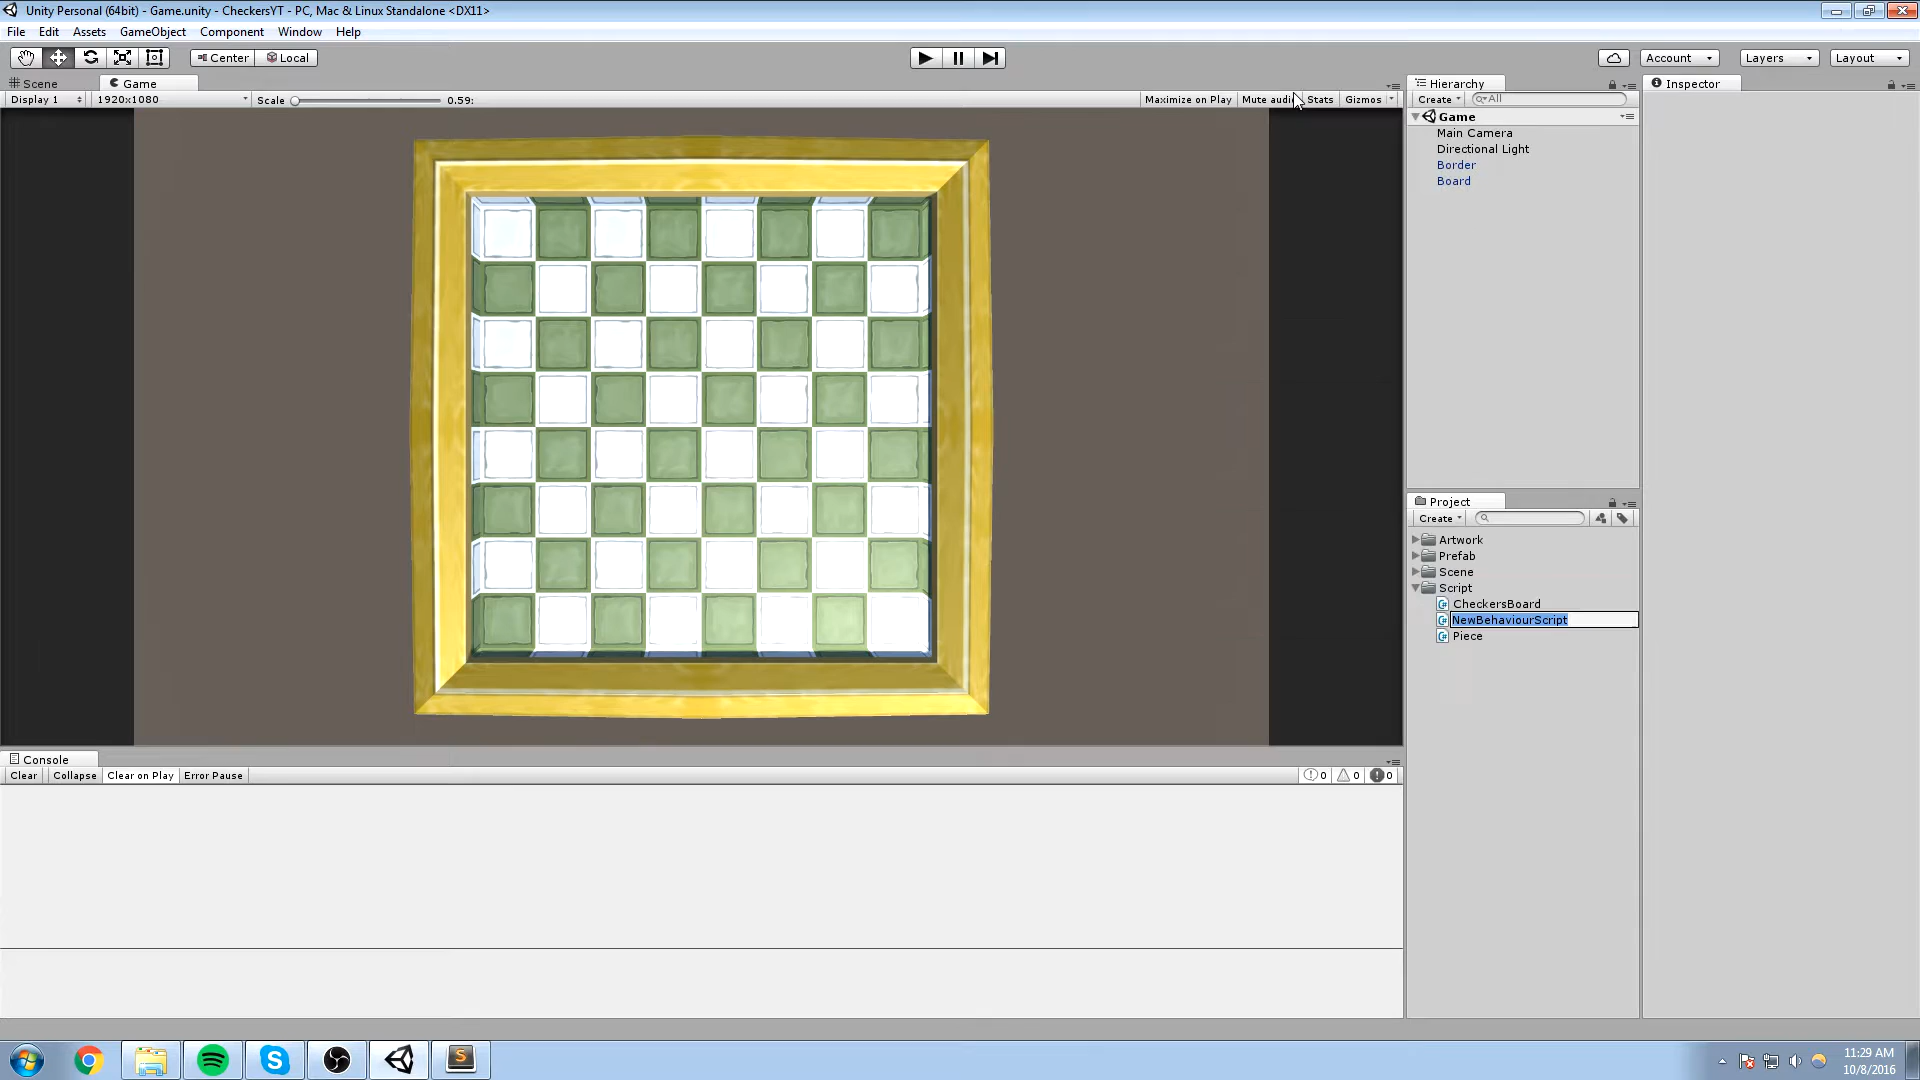 Unity Personal (64bit) - Game.unity - CheckersYT - PC, Mac & Linux Standalone <DX11>
File Edit Assets GameObject Component Window Help
Center Local Account Layers Layout
Scene Game
Display 1 1920x1080 Scale 0.59: Maximize on Play Mute audi Stats Gizmos
Hierarchy
Create All
Game
Main Camera
Directional Light
Border
Board
Inspector
Project
Create
Artwork
Prefab
Scene
Script
CheckersBoard
NewBehaviourScript
Piece
Console
Clear Collapse Clear on Play Error Pause 0 0 0
11:29 AM
10/8/2016